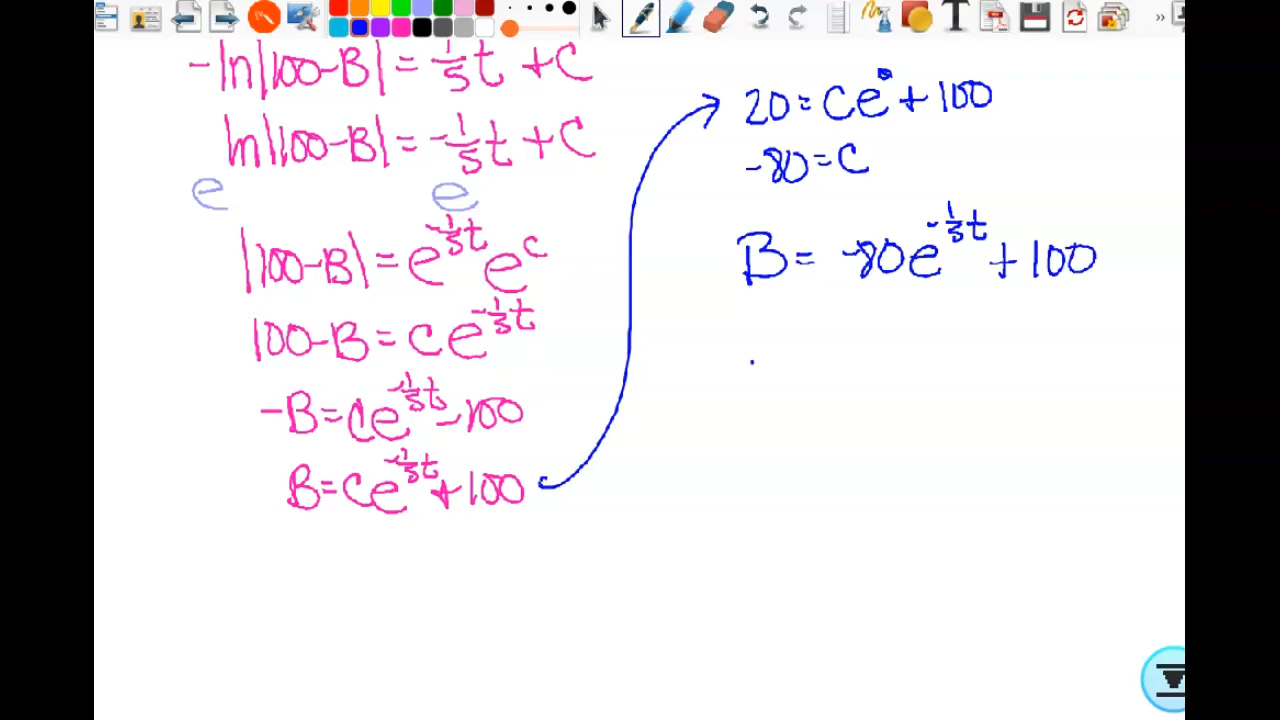 -ln|100-B| = 1/5 t + C
ln|100-B| = -1/5 t + C
e e
|100-B| = e^(-1/5 t) e^c
100-B = Ce^(-1/5 t)
-B = Ce^(-1/5 t) - 100
B = Ce^(-1/5 t) + 100
20 = Ce^0 + 100
-80 = C
B = -80e^(-1/5 t) + 100